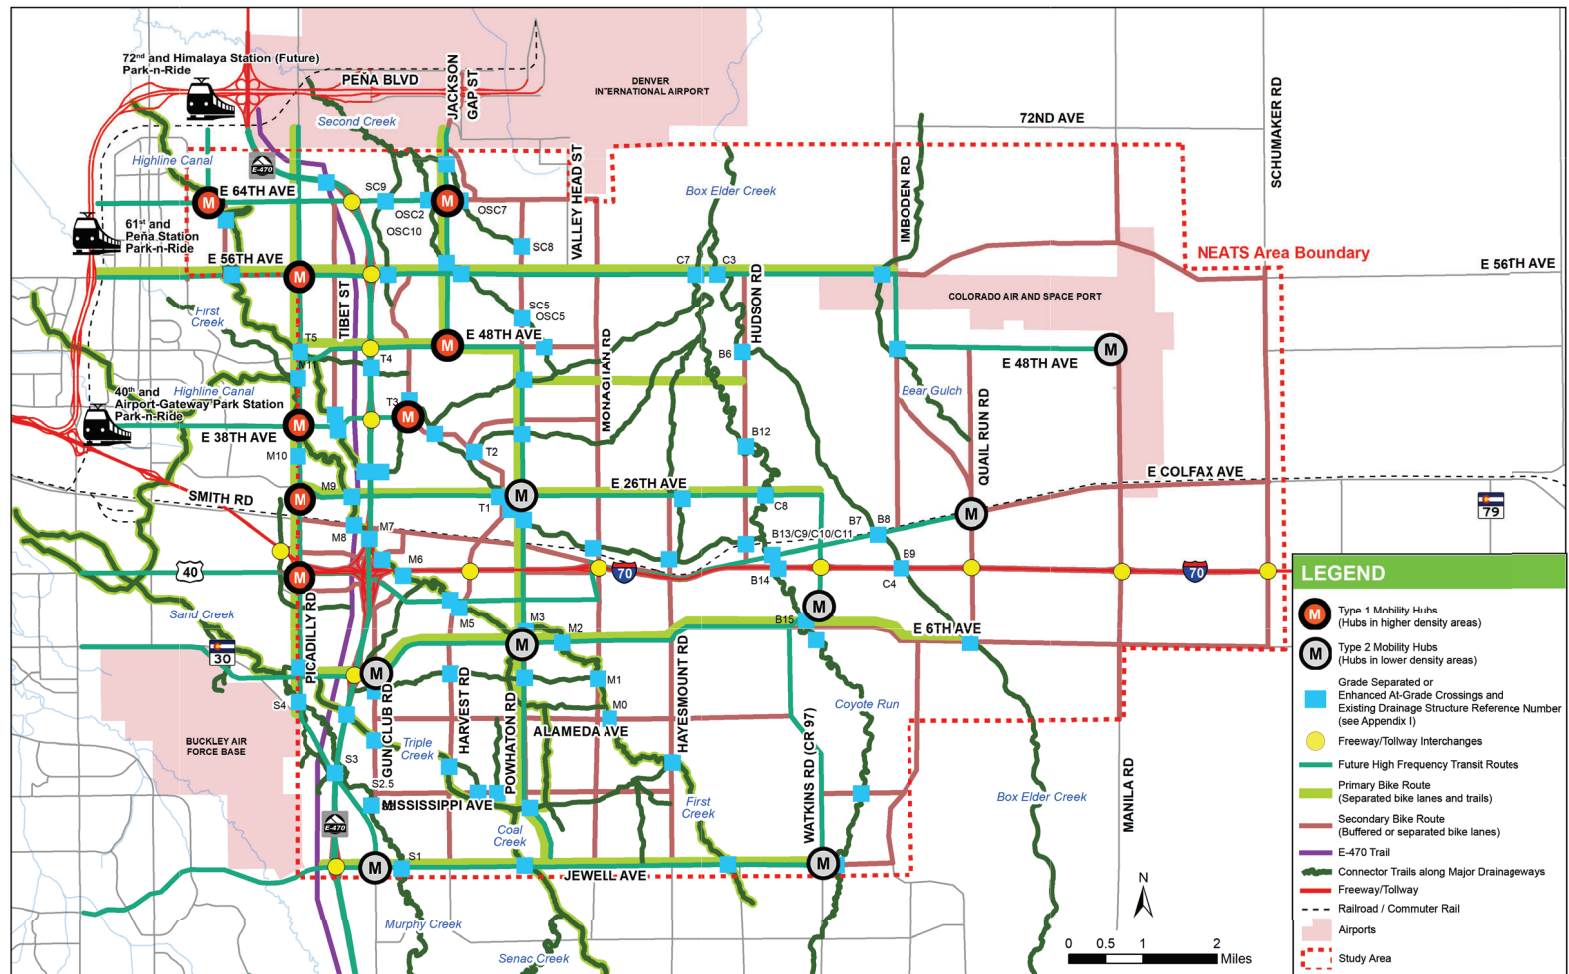 72nd and Himalaya Station (Future)
Park-n-Ride
PEÑA BLVD
JACKSON
GAP ST
DENVER
INTERNATIONAL AIRPORT
72ND AVE
SCHUMAKER RD
Second Creek
Highline Canal
E-470
VALLEY HEAD ST
IMBODEN RD
Box Elder Creek
E 64TH AVE
SC9
OSC2
OSC7
OSC10
M
M
61st and
Peña Station
Park-n-Ride
SC8
NEATS Area Boundary
E 56TH AVE
C7
C3
HUDSON RD
E 56TH AVE
M
TIBET ST
COLORADO AIR AND SPACE PORT
First
Creek
SC5
OSC5
T5
E 48TH AVE
M
MONAGHAN RD
B6
E 48TH AVE
M
M11
T4
Highline Canal
Bear Gulch
QUAIL RUN RD
40th and
Airport-Gateway Park Station
Park-n-Ride
T3
M
M
E 38TH AVE
B12
M10
T2
E COLFAX AVE
SMITH RD
M9
M
E 26TH AVE
M
T1
C8
79
M
M7
M8
B13/C9/C10/C11
B7
B8
M6
B9
40
M
70
B14
C4
70
Sand Creek
PICADILLY RD
M5
M3
M2
B15
M
E 6TH AVE
30
M
M
M1
S4
GUN CLUB RD
HARVEST RD
POWHATON RD
HAYESMOUNT RD
WATKINS RD (CR 97)
M0
Coyote Run
ALAMEDA AVE
BUCKLEY AIR
FORCE BASE
Triple
Creek
S3
S2.5
MISSISSIPPI AVE
First
Creek
Box Elder Creek
MANILA RD
E-470
Coal
Creek
S1
M
JEWELL AVE
M
Murphy Creek
Senac Creek
N
0 0.5 1 2
Miles
LEGEND
M Type 1 Mobility Hubs
(Hubs in higher density areas)
M Type 2 Mobility Hubs
(Hubs in lower density areas)
Grade Separated or
Enhanced At-Grade Crossings and
Existing Drainage Structure Reference Number
(see Appendix I)
Freeway/Tollway Interchanges
Future High Frequency Transit Routes
Primary Bike Route
(Separated bike lanes and trails)
Secondary Bike Route
(Buffered or separated bike lanes)
E-470 Trail
Connector Trails along Major Drainageways
Freeway/Tollway
Railroad / Commuter Rail
Airports
Study Area